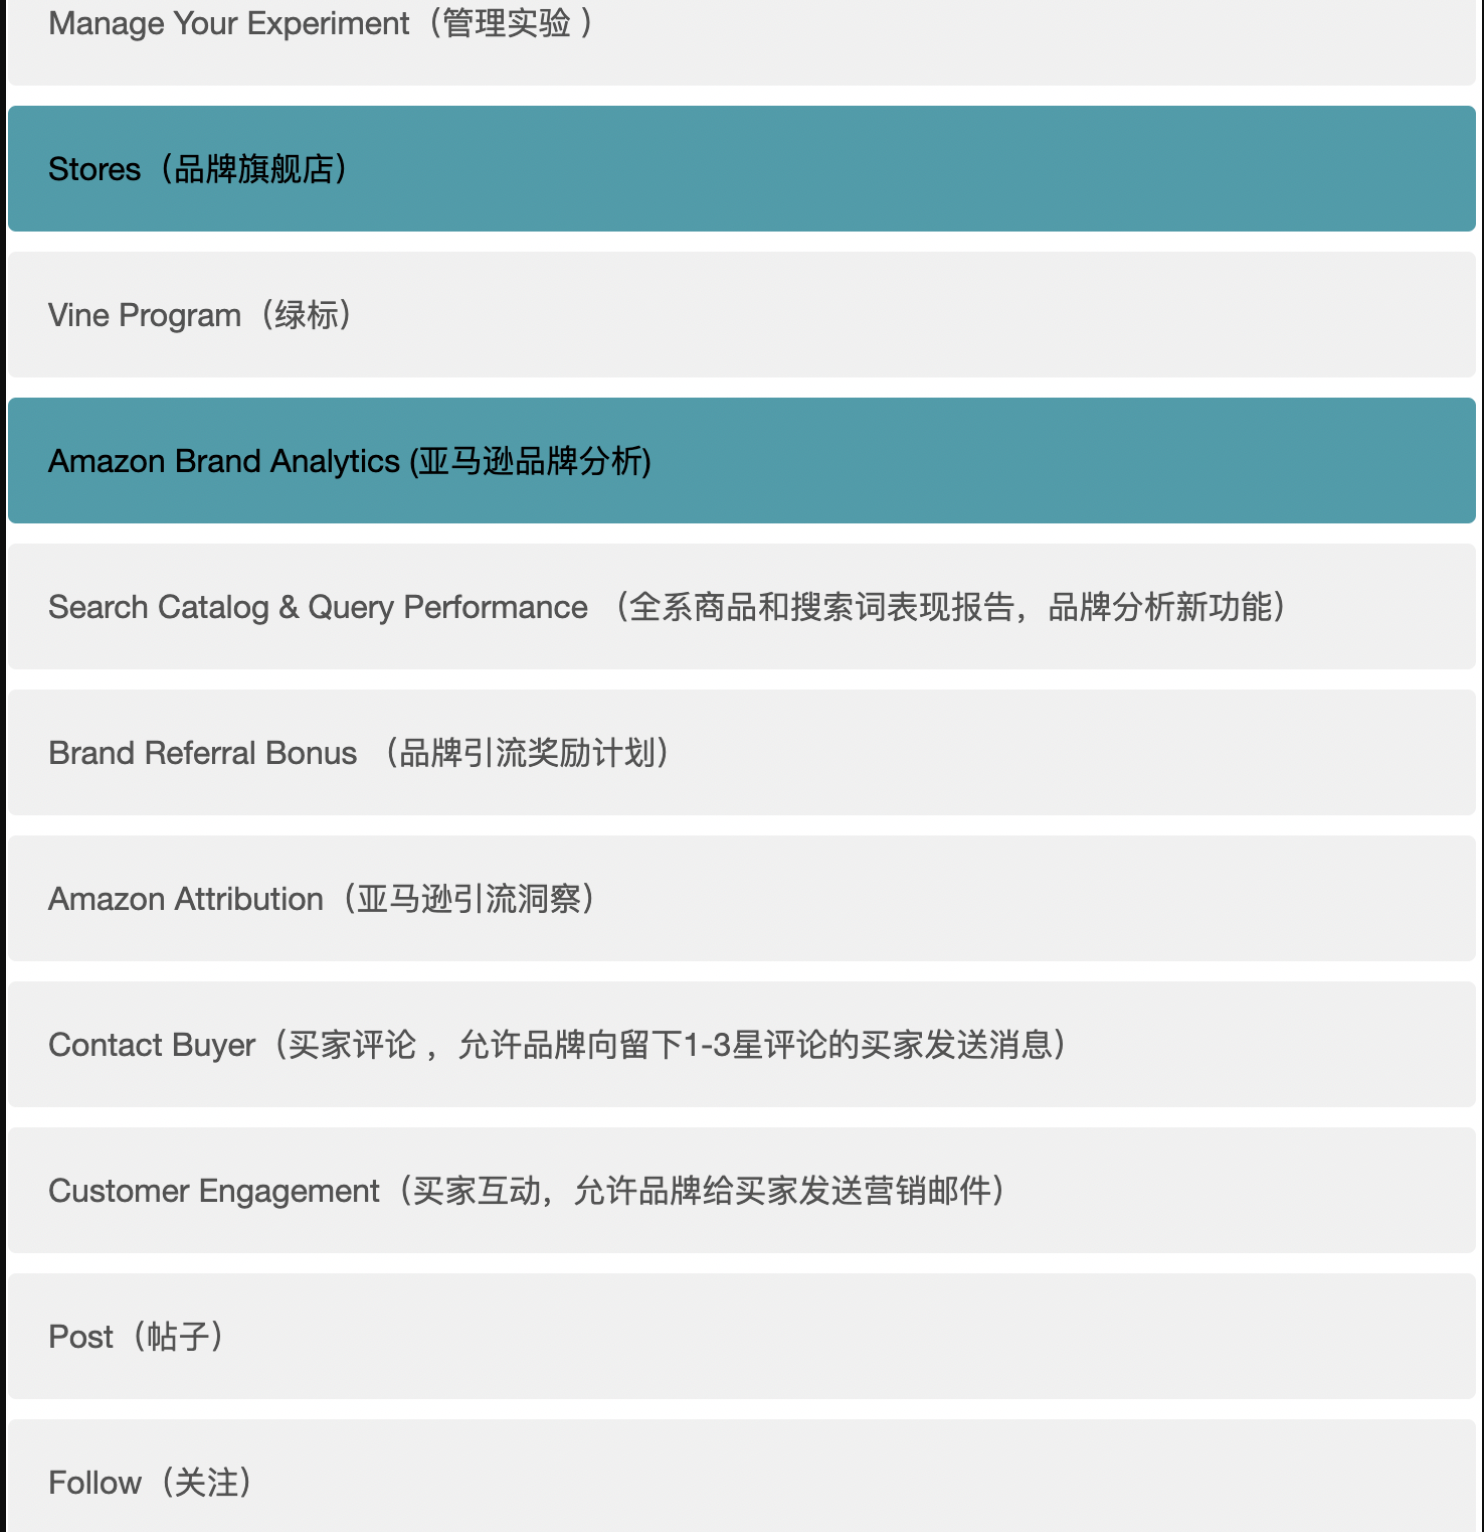 Manage Your Experiment（管理实验 ）
Stores（品牌旗舰店）
Vine Program（绿标）
Amazon Brand Analytics (亚马逊品牌分析)
Search Catalog & Query Performance （全系商品和搜索词表现报告，品牌分析新功能）
Brand Referral Bonus （品牌引流奖励计划）
Amazon Attribution（亚马逊引流洞察）
Contact Buyer（买家评论 ，允许品牌向留下1-3星评论的买家发送消息）
Customer Engagement（买家互动，允许品牌给买家发送营销邮件）
Post（帖子）
Follow（关注）